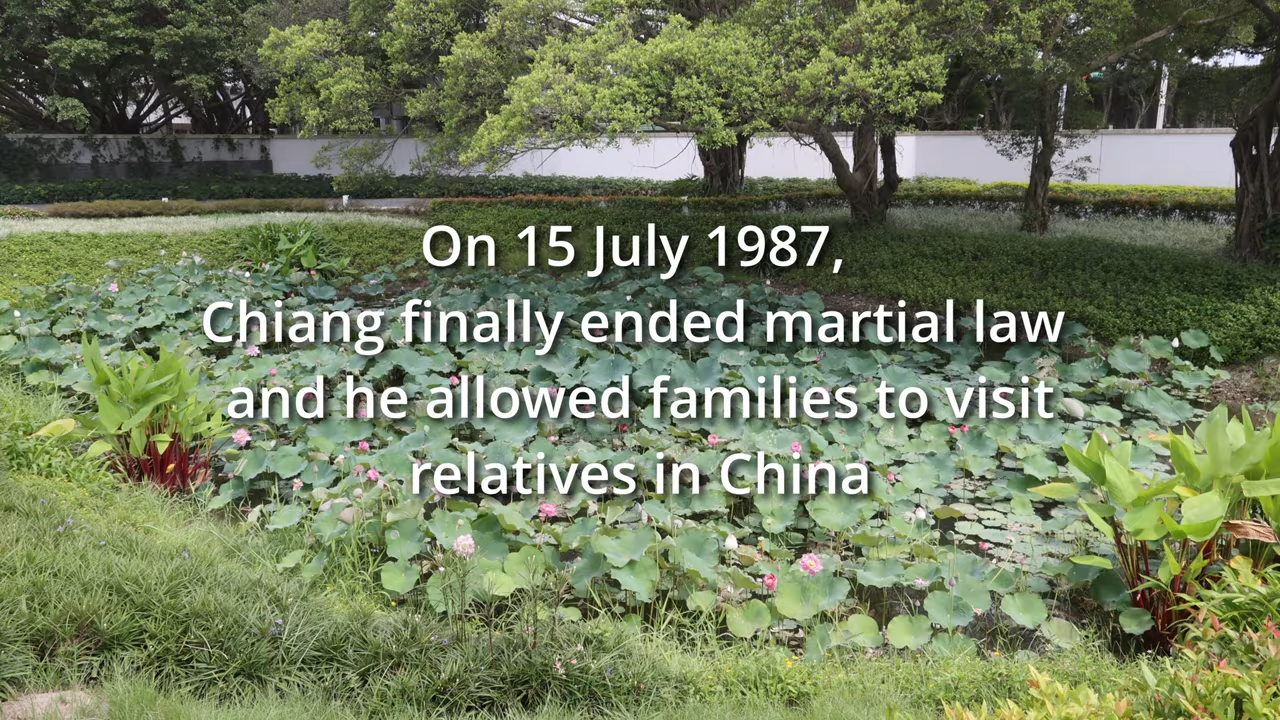 On 15 July 1987,
Chiang finally ended martial law
and he allowed families to visit
relatives in China